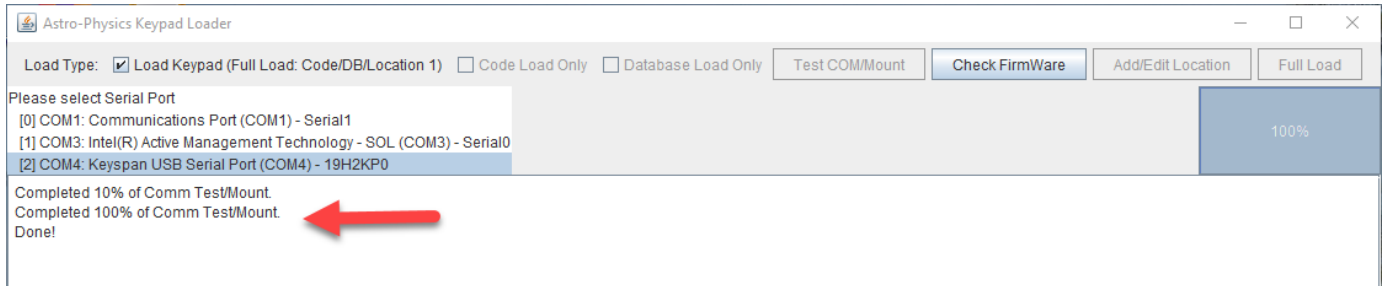 Astro-Physics Keypad Loader
Load Type: Load Keypad (Full Load: Code/DB/Location 1) Code Load Only Database Load Only Test COM/Mount Check FirmWare Add/Edit Location Full Load
Please select Serial Port
[0] COM1: Communications Port (COM1) - Serial1
[1] COM3: Intel(R) Active Management Technology - SOL (COM3) - Serial0
100%
[2] COM4: Keyspan USB Serial Port (COM4) - 19H2KP0
Completed 10% of Comm Test/Mount.
Completed 100% of Comm Test/Mount.
Done!